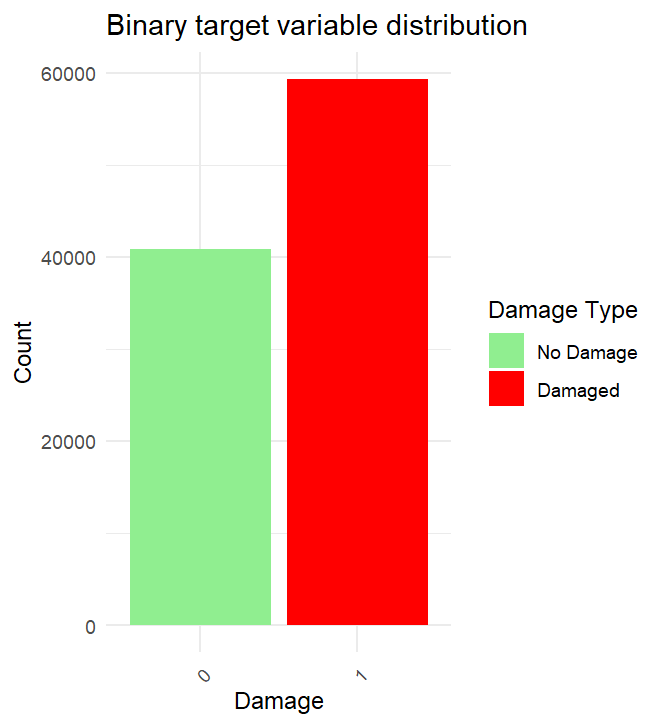 Binary target variable distribution
60000
40000
20000
0
Count
0
1
Damage
Damage Type
No Damage
Damaged